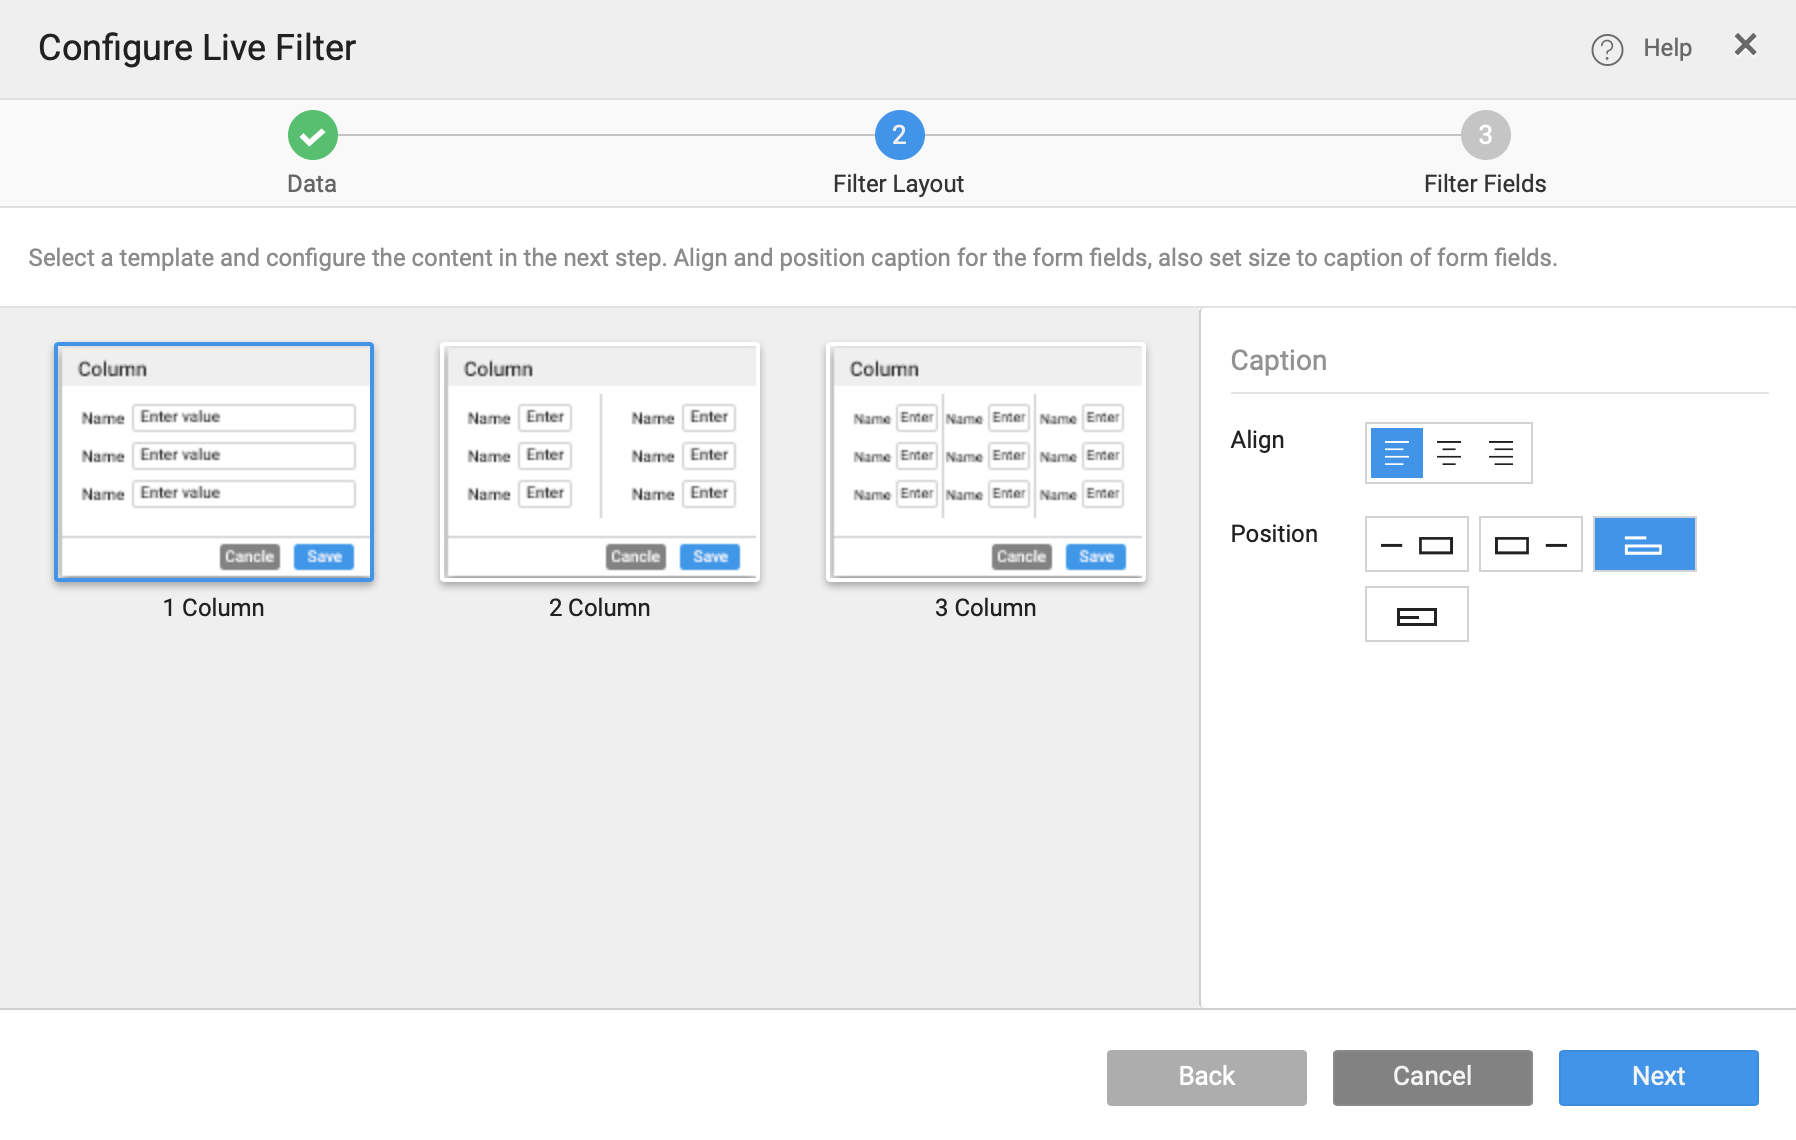 Configure Live Filter
? Help
2
3
Data
Filter Layout
Filter Fields
Select a template and configure the content in the next step. Align and position caption for the form fields, also set size to caption of form fields.
Column
Name Enter value
Name Enter value
Name Enter value
Cancle Save
1 Column
Column
Name Enter Name Enter
Name Enter Name Enter
Name Enter Name Enter
Cancle Save
2 Column
Column
Name Enter Name Enter Name Enter
Name Enter Name Enter Name Enter
Name Enter Name Enter Name Enter
Cancle Save
3 Column
Caption
Align
Position
Back
Cancel
Next